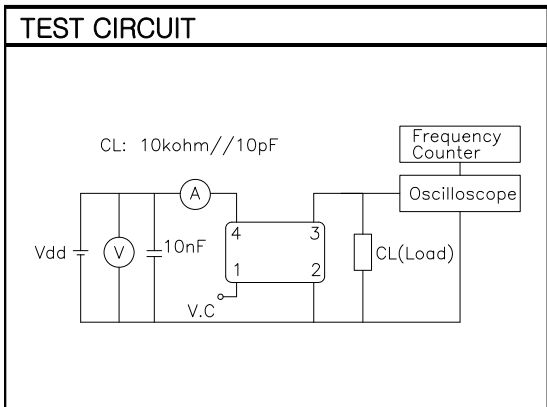 TEST CIRCUIT
CL: 10kohm//10pF
Frequency
Counter
Oscilloscope
A
4
3
Vdd
V
10nF
CL(Load)
1
2
V.C